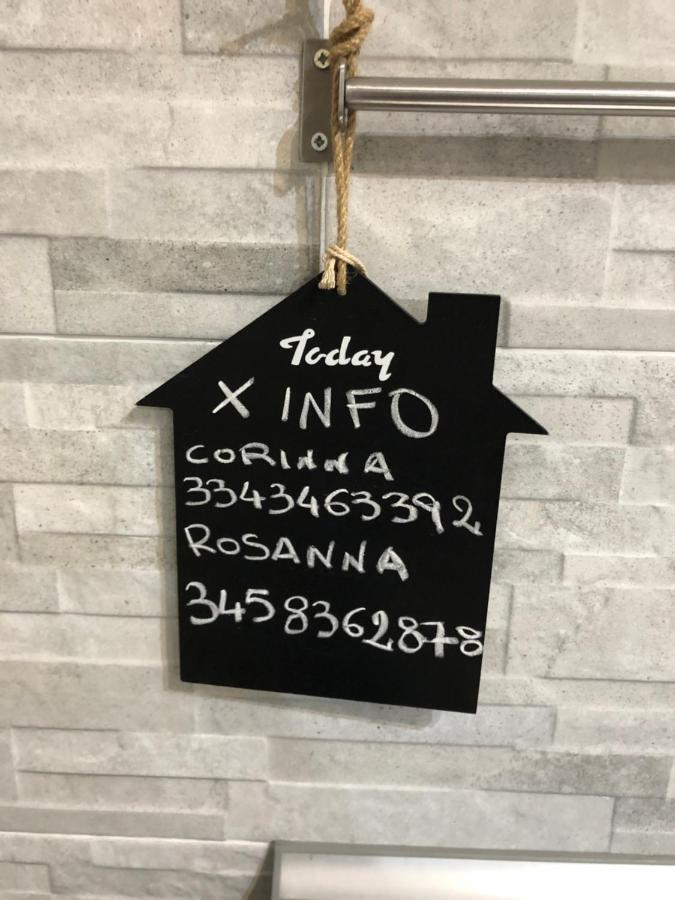 Today
X INFO
CORINNA
3343463392
ROSANNA
3458362878